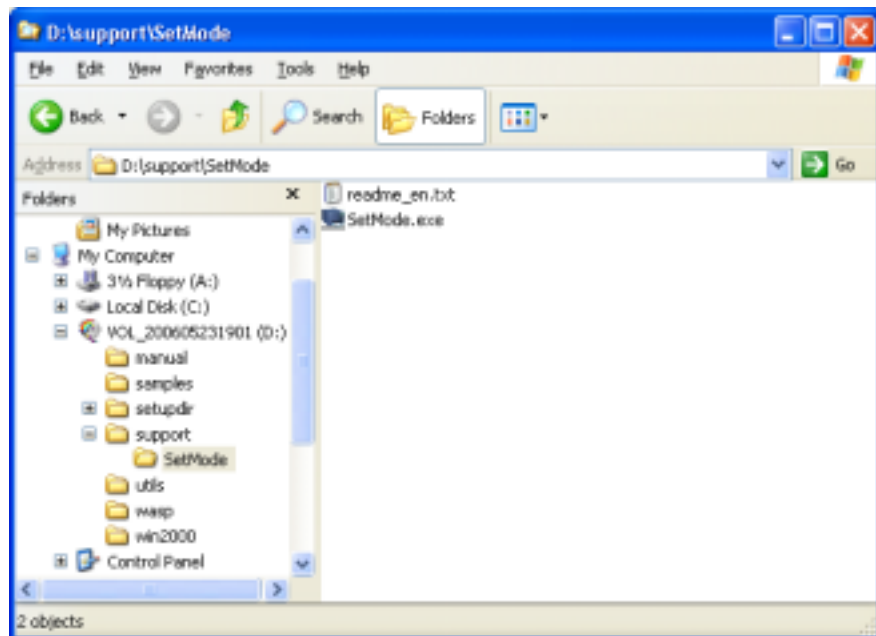 D:\support\SetMode
File Edit View Favorites Tools Help
Back Search Folders
Address D:\support\SetMode Go
Folders x
readme_en.txt
SetMode.exe
My Pictures
My Computer
3½ Floppy (A:)
Local Disk (C:)
VOL_200605231901 (D:)
manual
samples
setupdir
support
SetMode
utils
wasp
win2000
Control Panel
2 objects